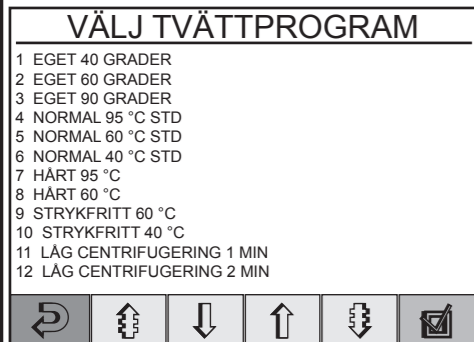 VÄLJ TVÄTTPROGRAM
1 EGET 40 GRADER
2 EGET 60 GRADER
3 EGET 90 GRADER
4 NORMAL 95 °C STD
5 NORMAL 60 °C STD
6 NORMAL 40 °C STD
7 HÅRT 95 °C
8 HÅRT 60 °C
9 STRYKFRITT 60 °C
10 STRYKFRITT 40 °C
11 LÅG CENTRIFUGERING 1 MIN
12 LÅG CENTRIFUGERING 2 MIN